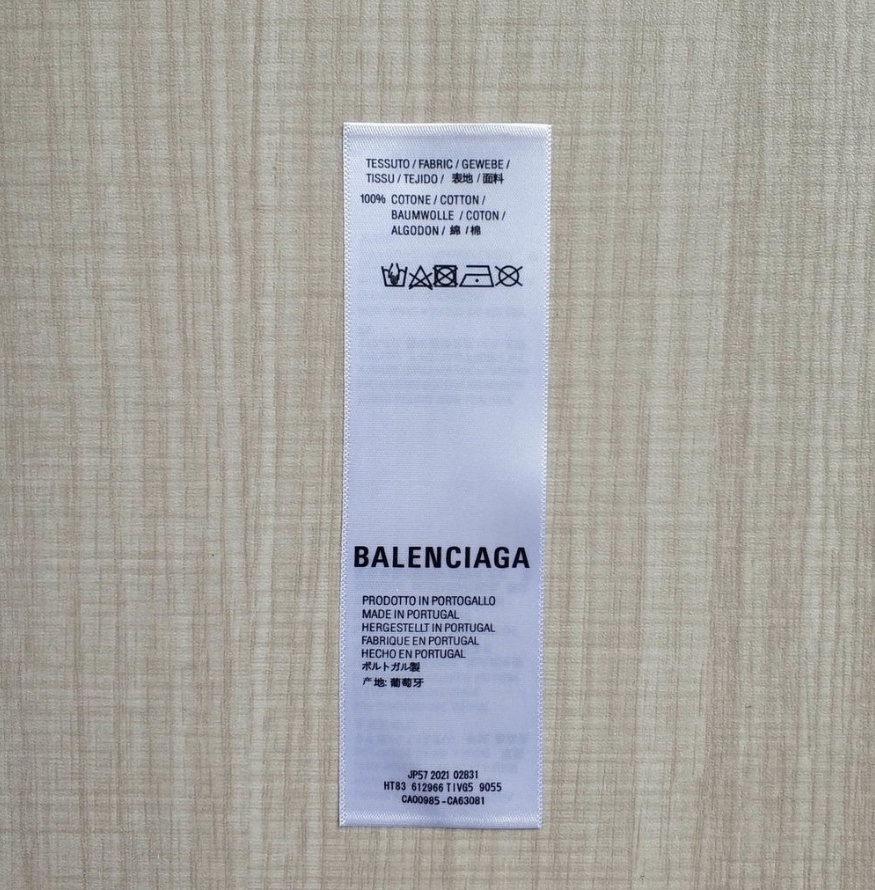 TESSUTO / FABRIC / GEWEBE /
TISSU / TEJIDO / 表地 / 面料
100% COTONE / COTTON /
BAUMWOLLE / COTON /
ALGODON / 綿 / 棉
BALENCIAGA
PRODOTTO IN PORTOGALLO
MADE IN PORTUGAL
HERGESTELLT IN PORTUGAL
FABRIQUE EN PORTUGAL
HECHO EN PORTUGAL
ポルトガル製
产地: 葡萄牙
JP57 2021 02831
HT83 612966 TIVG5 9055
CA00985-CA63081